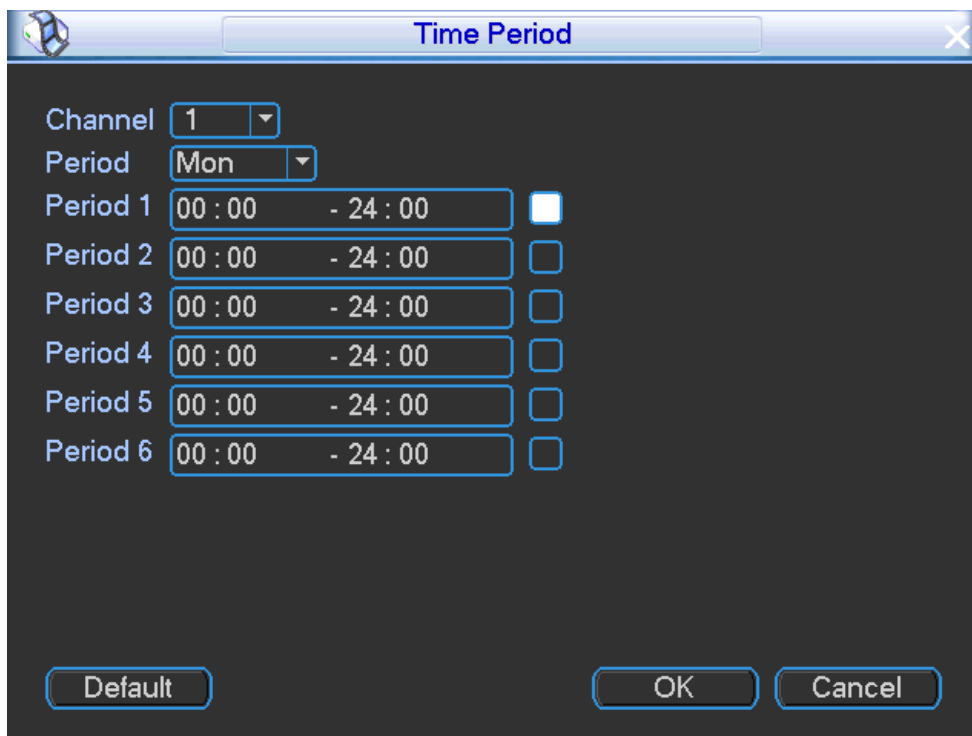 Time Period
Channel 1
Period Mon
Period 1 00 : 00 - 24 : 00
Period 2 00 : 00 - 24 : 00
Period 3 00 : 00 - 24 : 00
Period 4 00 : 00 - 24 : 00
Period 5 00 : 00 - 24 : 00
Period 6 00 : 00 - 24 : 00
Default OK Cancel